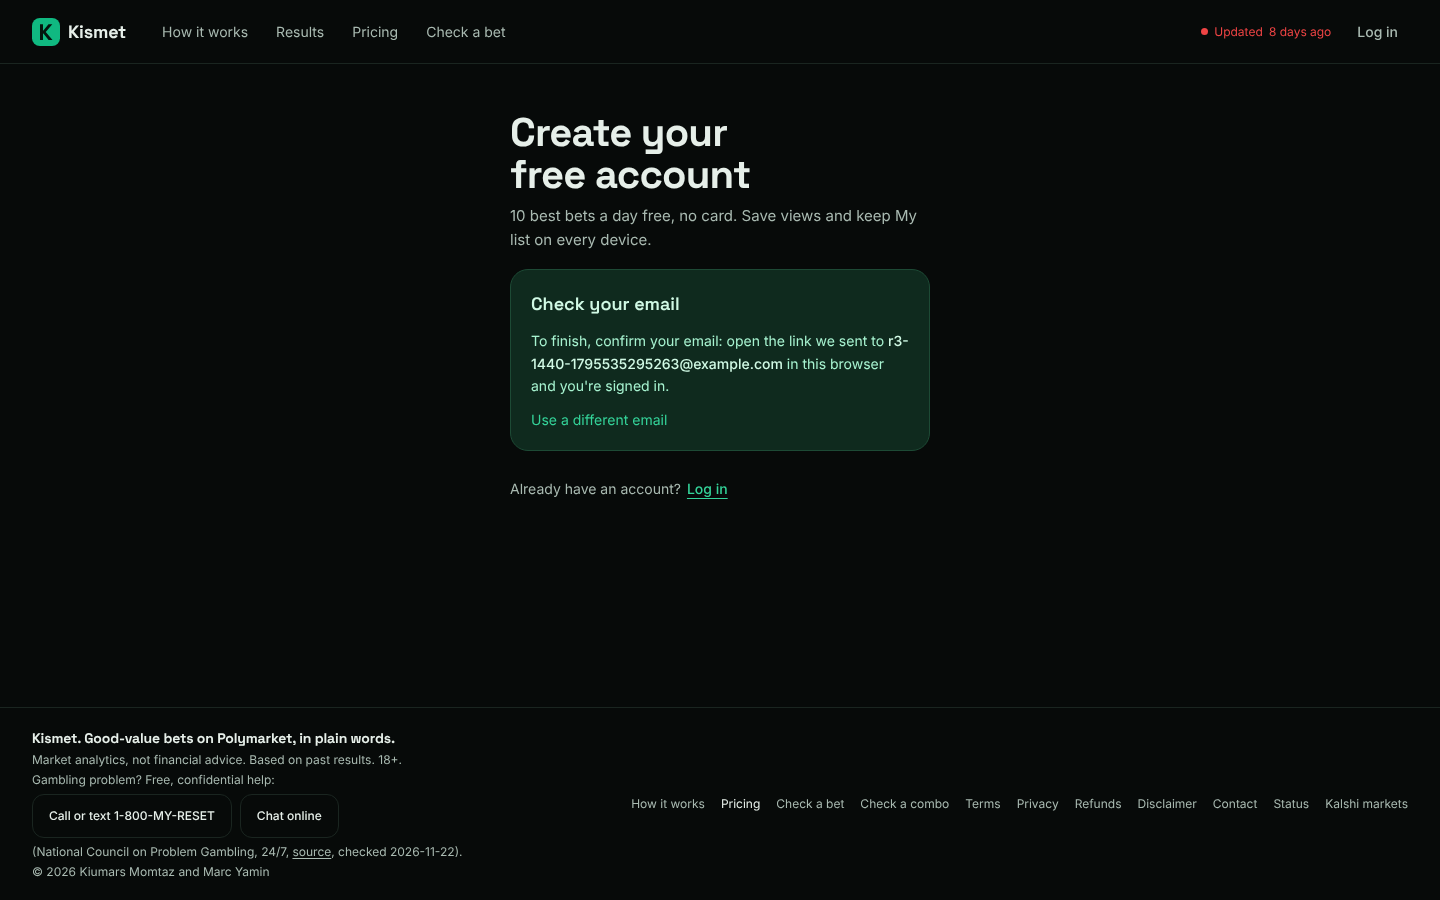 K Kismet How it works Results Pricing Check a bet Updated 8 days ago Log in
Create your
free account
10 best bets a day free, no card. Save views and keep My
list on every device.
Check your email
To finish, confirm your email: open the link we sent to r3-
1440-1795535295263@example.com in this browser
and you're signed in.
Use a different email
Already have an account? Log in
Kismet. Good-value bets on Polymarket, in plain words.
Market analytics, not financial advice. Based on past results. 18+.
Gambling problem? Free, confidential help:
Call or text 1-800-MY-RESET Chat online
(National Council on Problem Gambling, 24/7, source, checked 2026-11-22).
© 2026 Kiumars Momtaz and Marc Yamin
How it works Pricing Check a bet Check a combo Terms Privacy Refunds Disclaimer Contact Status Kalshi markets